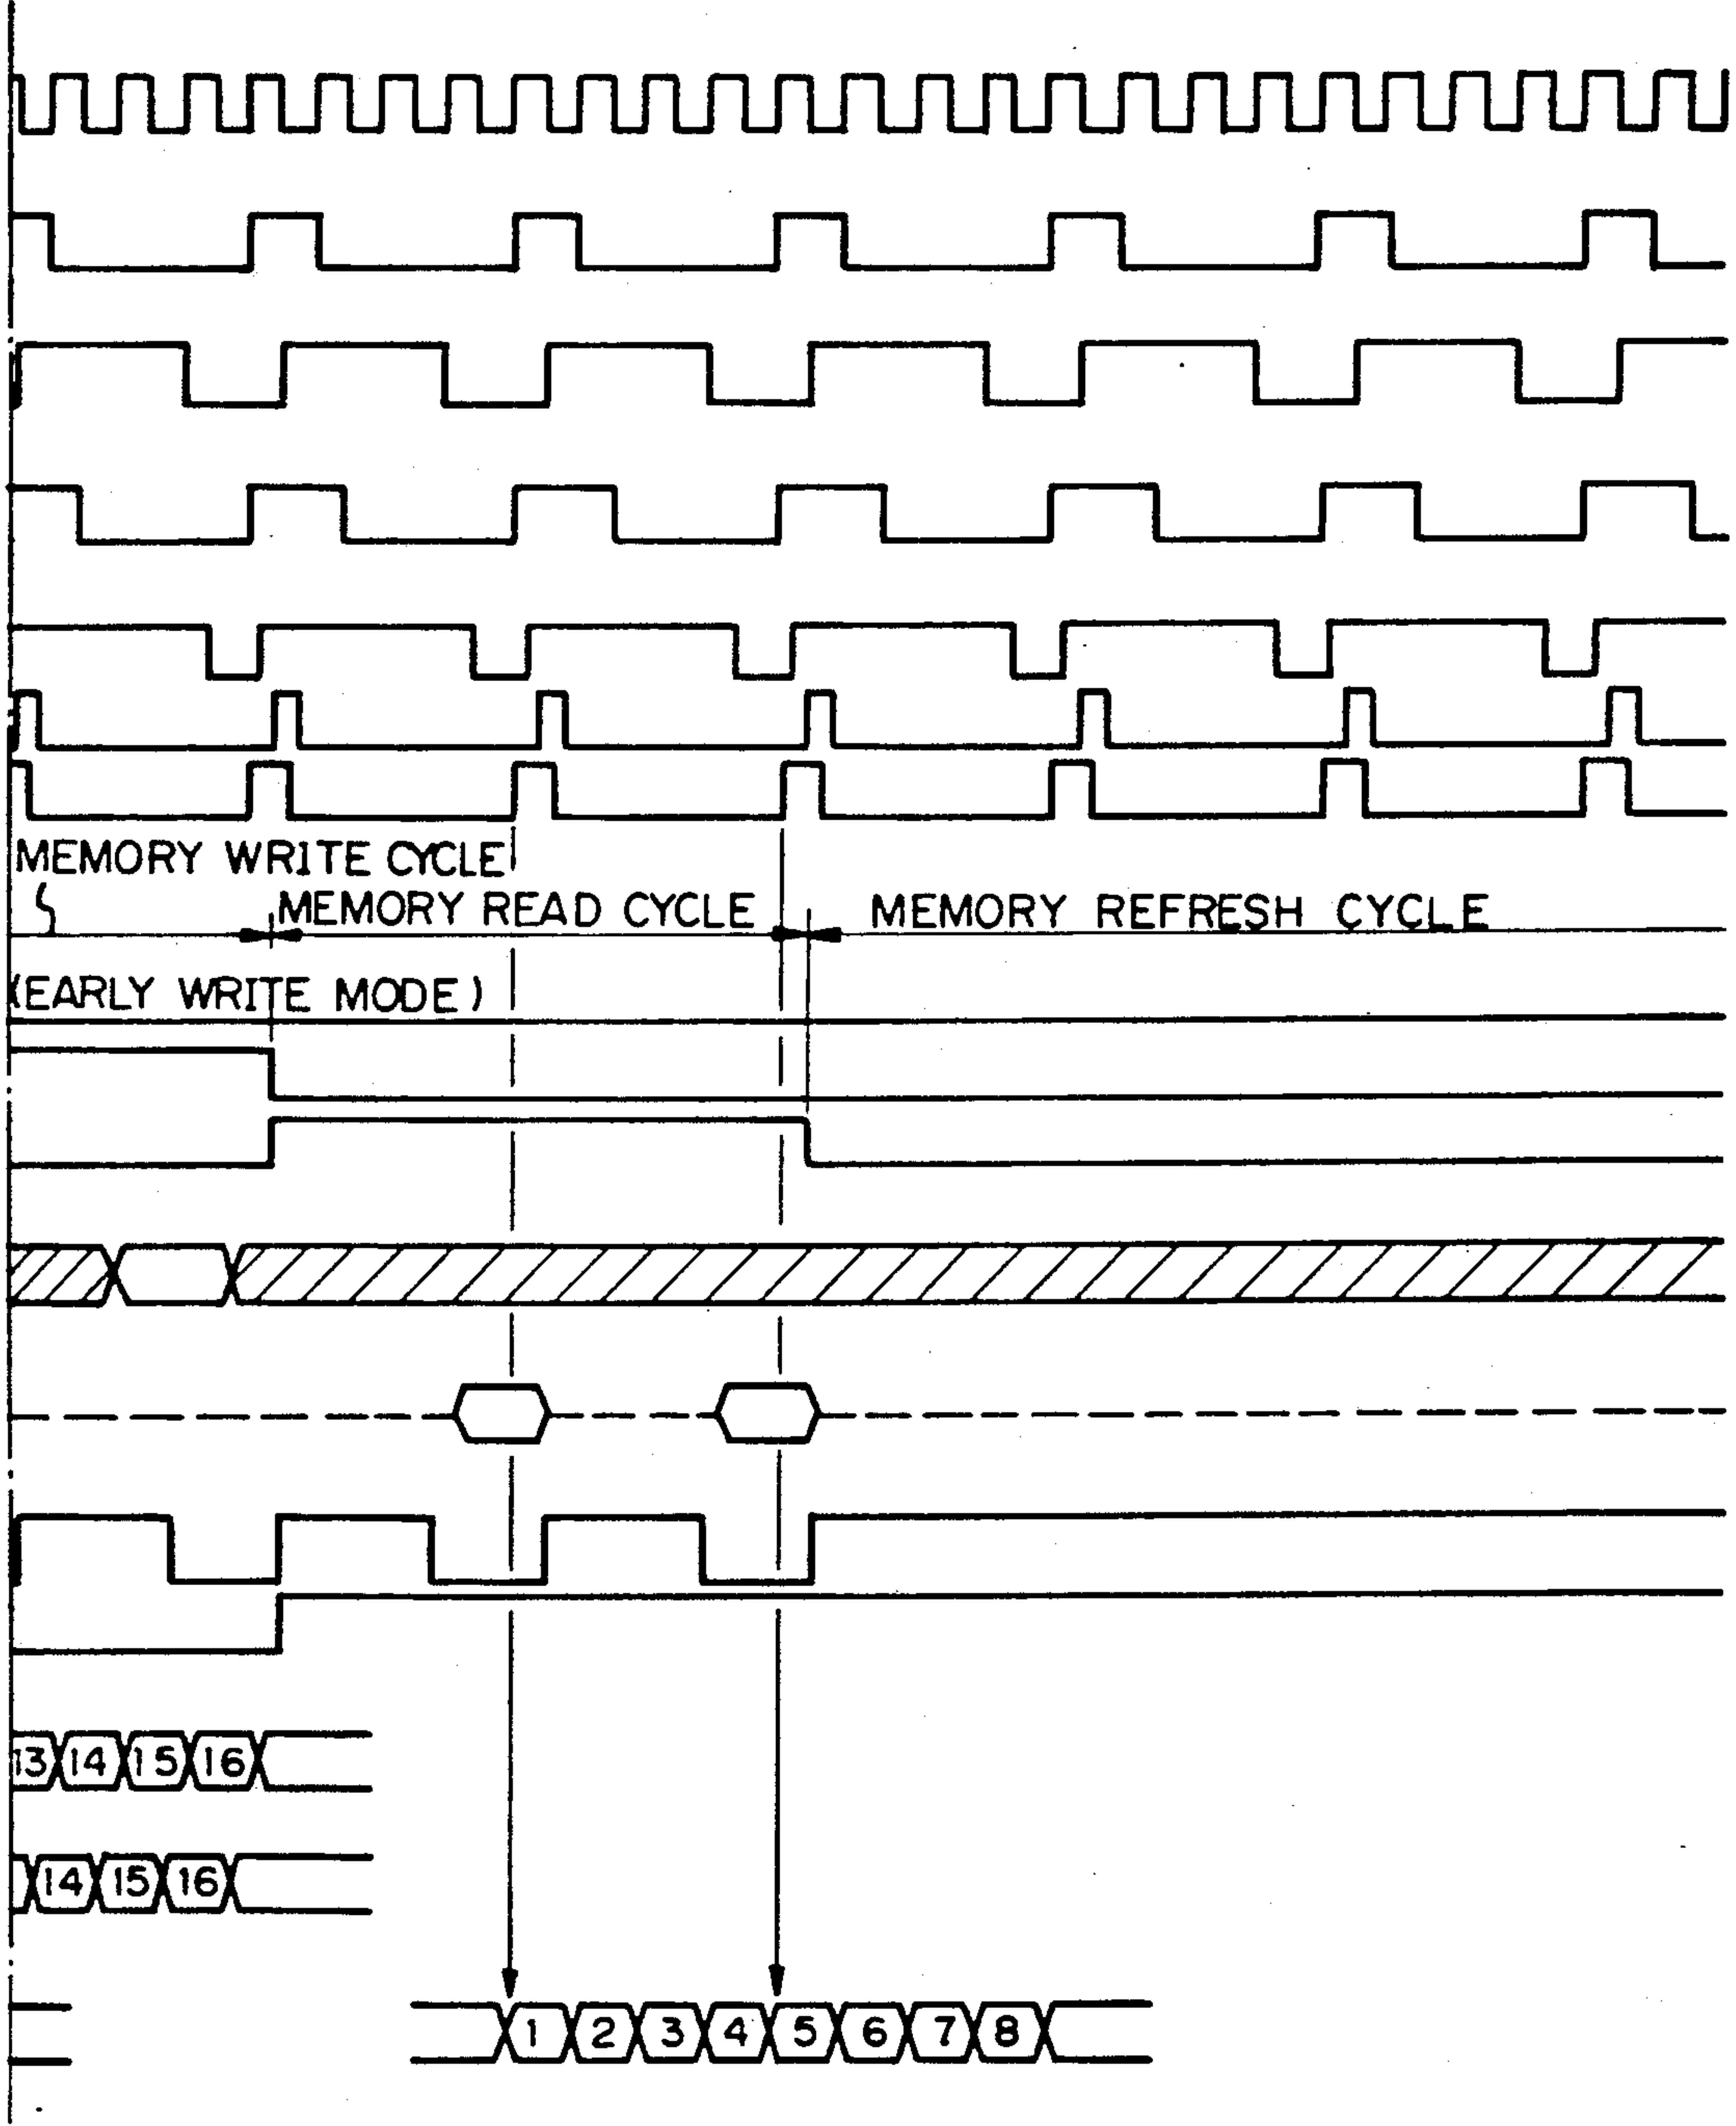 MEMORY WRITE CYCLE
MEMORY READ CYCLE MEMORY REFRESH CYCLE
(EARLY WRITE MODE)
13 14 15 16
14 15 16
1 2 3 4 5 6 7 8